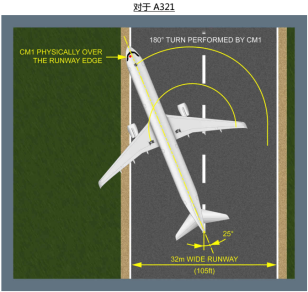 对于 A321
180° TURN PERFORMED BY CM1
CM1 PHYSICALLY OVER
THE RUNWAY EDGE
25°
32m WIDE RUNWAY
(105ft)